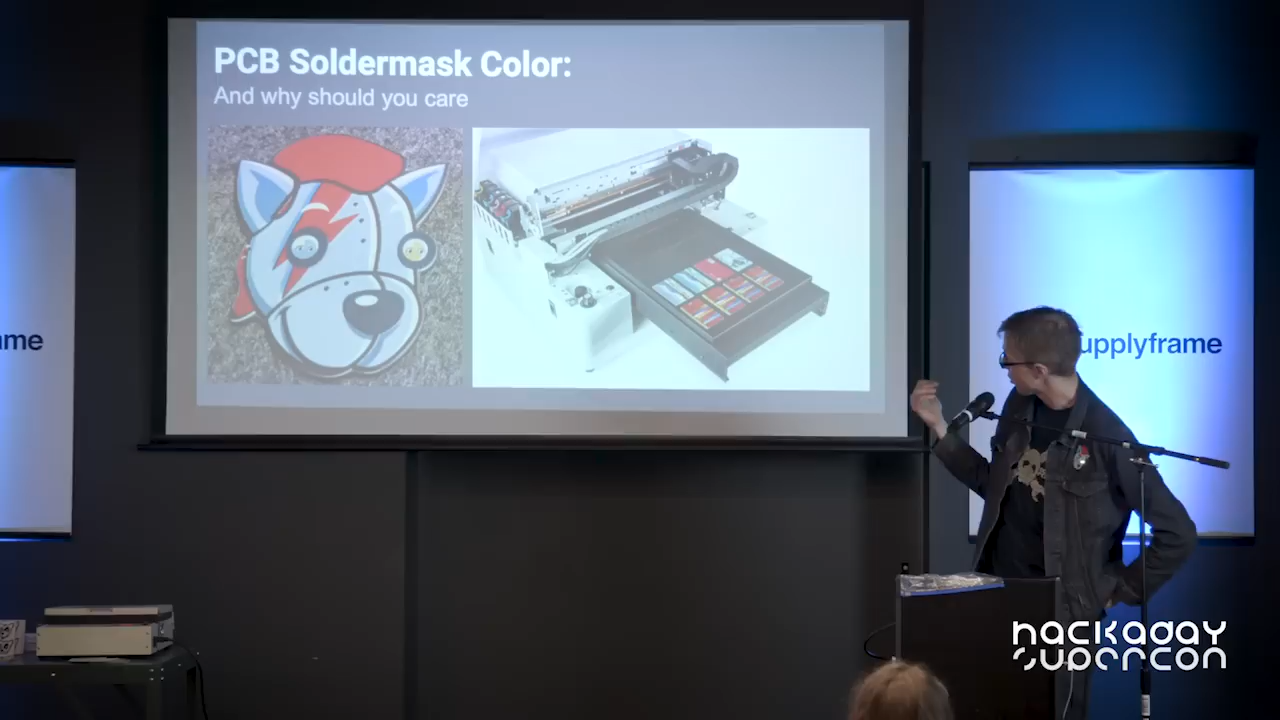 PCB Soldermask Color:
And why should you care
ame
upplyframe
hackaday
supercon